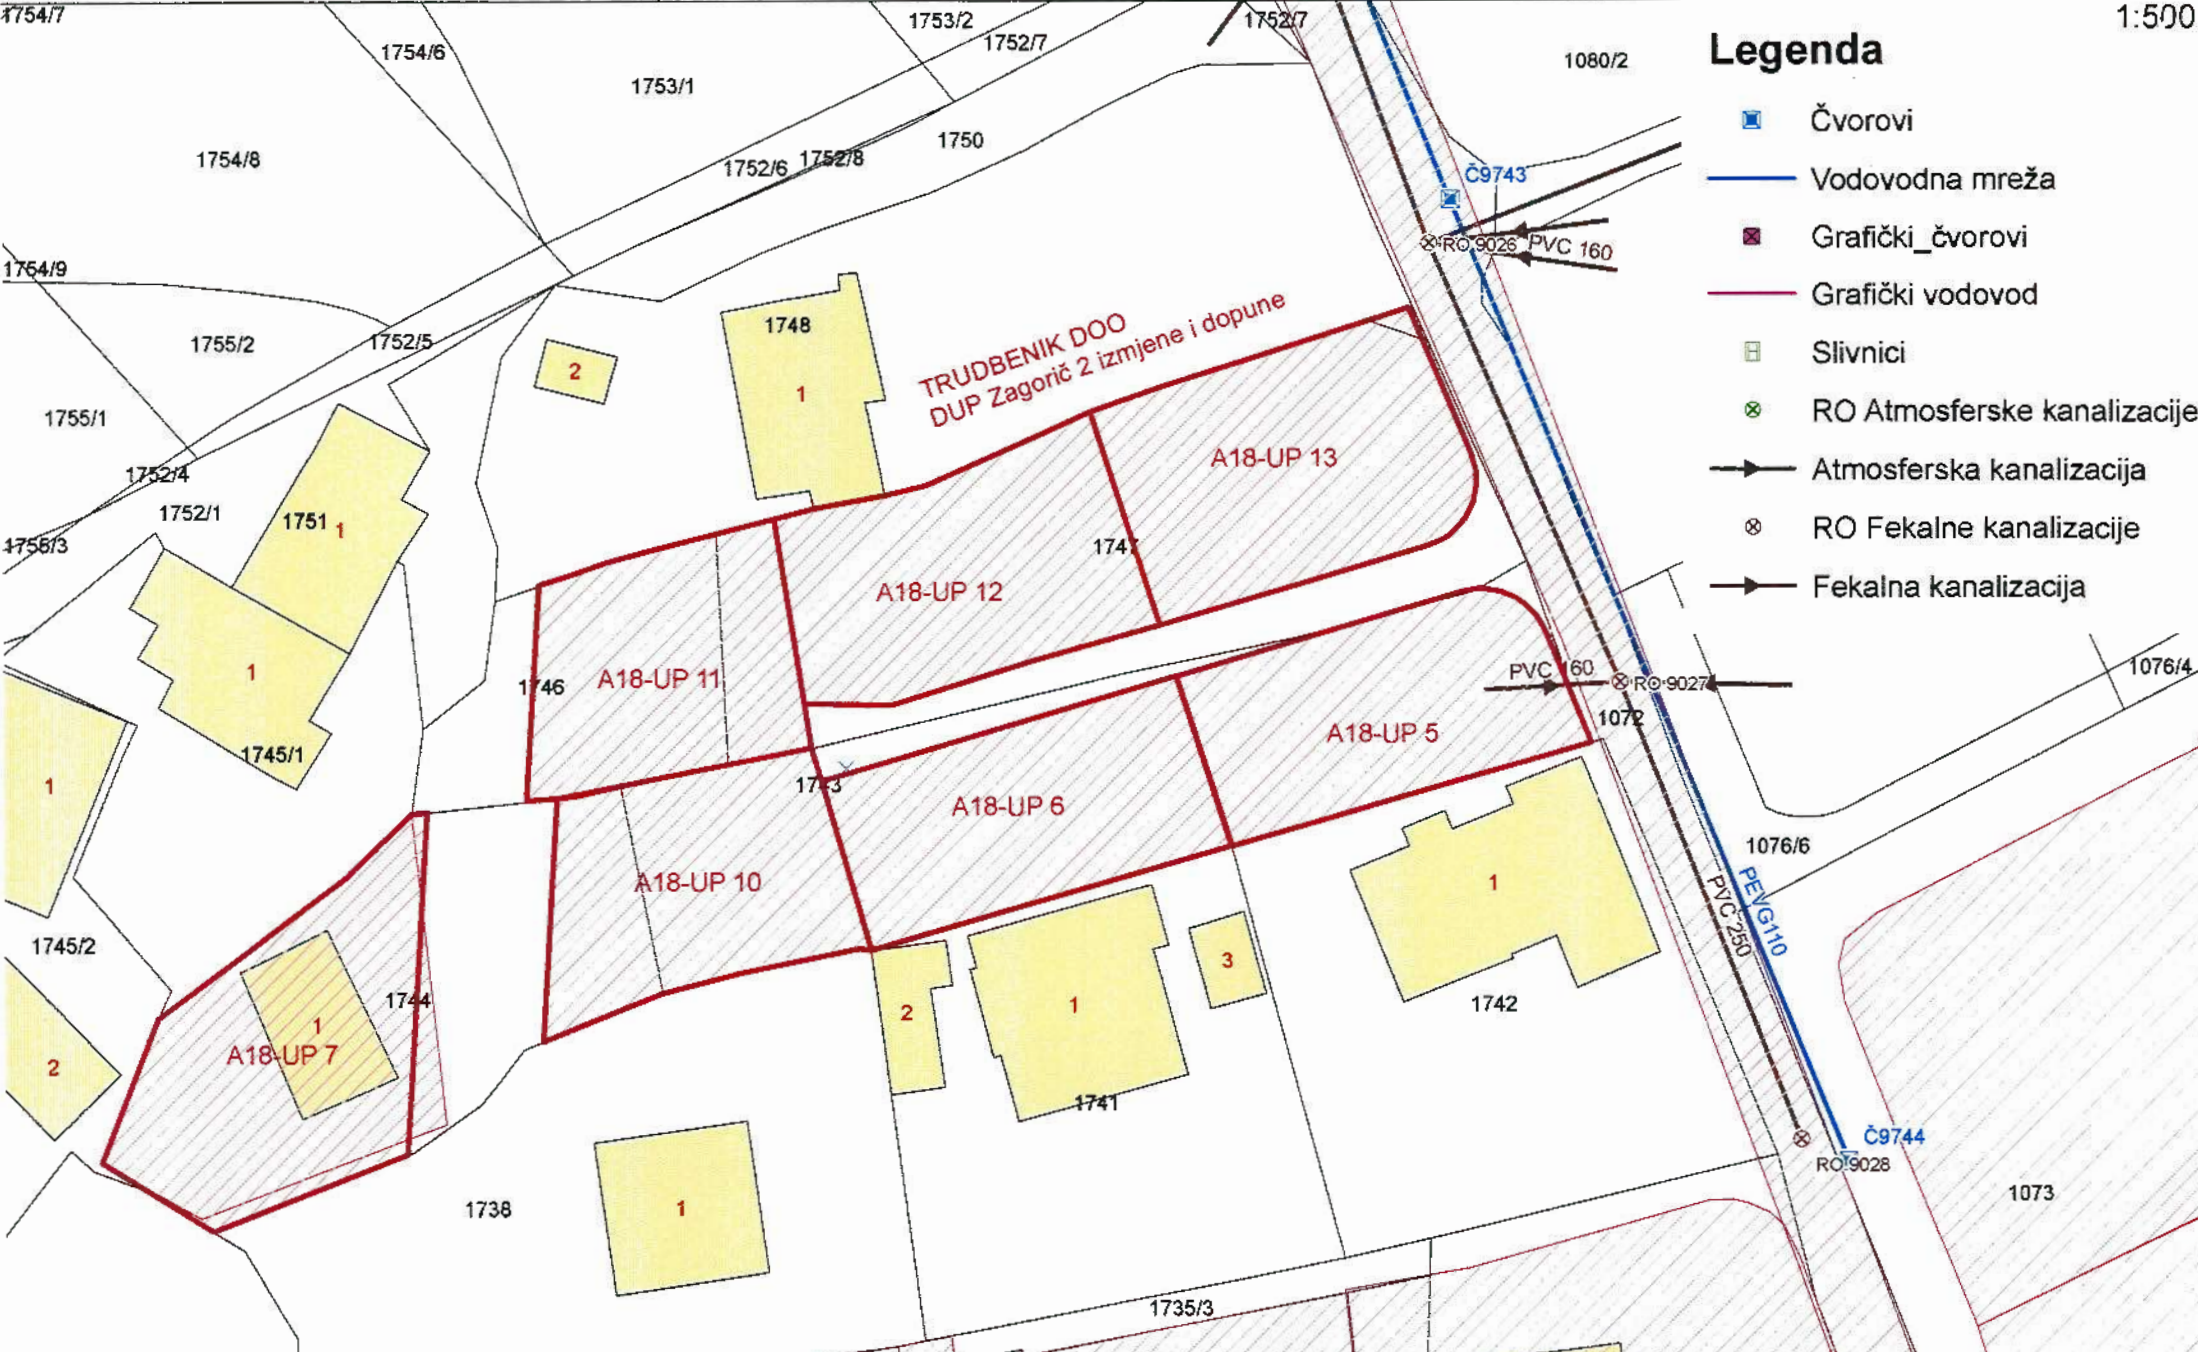 1754/7
1753/2
1752/7
1752/7
1:500
1754/6
1080/2
Legenda
1753/1
Čvorovi
1754/8
1752/6
1752/8
1750
Č9743
Vodovodna mreža
RO 9026
PVC 160
Grafički_čvorovi
1754/9
Grafički vodovod
1755/2
1752/5
1748
1
2
TRUDBENIK DOO
DUP Zagorič 2 izmjene i dopune
Slivnici
1755/1
RO Atmosferske kanalizacije
A18-UP 13
1752/4
Atmosferska kanalizacija
1752/1
1751
1
RO Fekalne kanalizacije
1747
A18-UP 12
Fekalna kanalizacija
1
1746
A18-UP 11
PVC 160
RO 9027
1076/4
1072
A18-UP 5
1745/1
1
1743
A18-UP 6
1076/6
A18-UP 10
1
PVC 250
PEVG110
1745/2
3
1744
1742
2
1
1
A18-UP 7
2
1741
Č9744
RO 9028
1738
1
1073
1735/3